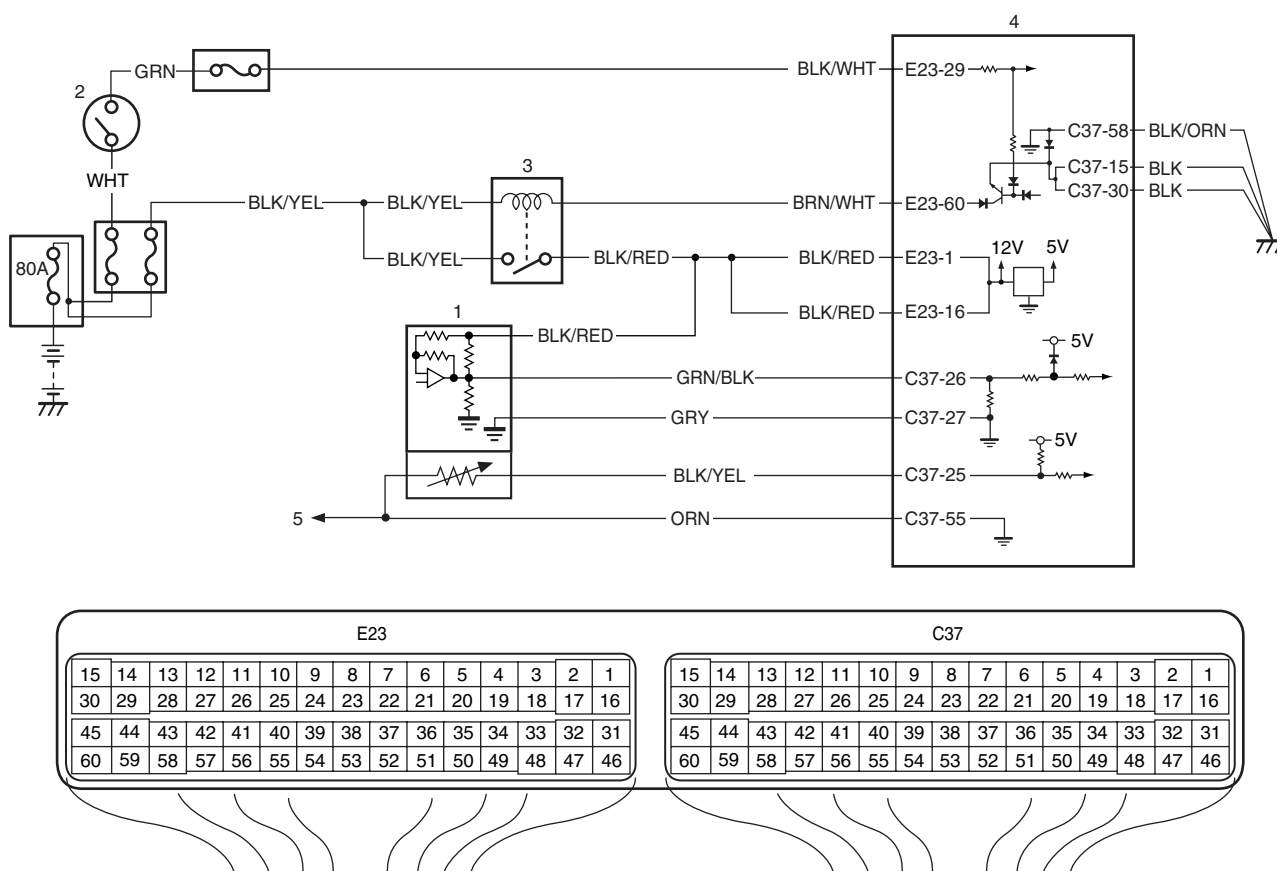 4
GRN BLK/WHT E23-29
2
C37-58 BLK/ORN
3 C37-15 BLK
WHT C37-30 BLK
BLK/YEL BLK/YEL BRN/WHT E23-60
BLK/YEL BLK/RED BLK/RED E23-1 12V 5V
80A
1 BLK/RED E23-16
BLK/RED 5V
GRN/BLK C37-26
GRY C37-27
5V
BLK/YEL C37-25
5 ORN C37-55
E23 C37
15 14 13 12 11 10 9 8 7 6 5 4 3 2 1 15 14 13 12 11 10 9 8 7 6 5 4 3 2 1
30 29 28 27 26 25 24 23 22 21 20 19 18 17 16 30 29 28 27 26 25 24 23 22 21 20 19 18 17 16
45 44 43 42 41 40 39 38 37 36 35 34 33 32 31 45 44 43 42 41 40 39 38 37 36 35 34 33 32 31
60 59 58 57 56 55 54 53 52 51 50 49 48 47 46 60 59 58 57 56 55 54 53 52 51 50 49 48 47 46